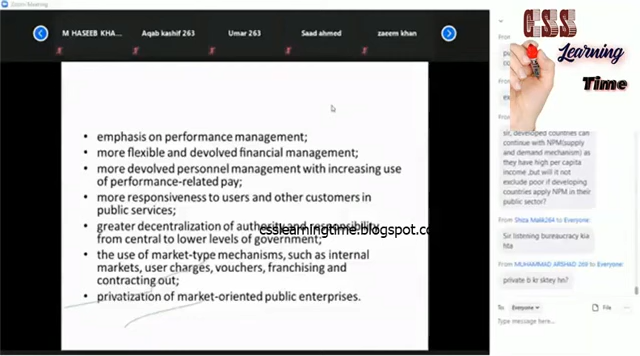 Zoom Meeting
M HASEEB KHA...
Aqab kashif 263
Umar 263
Saad ahmed
zaeem khan
• emphasis on performance management;
• more flexible and devolved financial management;
• more devolved personnel management with increasing use
of performance-related pay;
• more responsiveness to users and other customers in
public services;
• greater decentralization of authority and responsibility
from central to lower levels of government;
• the use of market-type mechanisms, such as internal
markets, user charges, vouchers, franchising and
contracting out;
• privatization of market-oriented public enterprises.
csslearningtime.blogspot.co
CSS
Learning
Time
sir, developed countries can
continue with NPM(supply
and demand mechanism) as
they have high per capita
income ,but will it not
exclude poor if developing
countries apply NPM in their
public sector?
From Shiza Malik264 to Everyone:
Sir listening bureaucracy kia
hta
From MUHAMMAD ARSHAD 269 to Everyone:
private b kr sktey hn?
To: Everyone
File
Type message here...